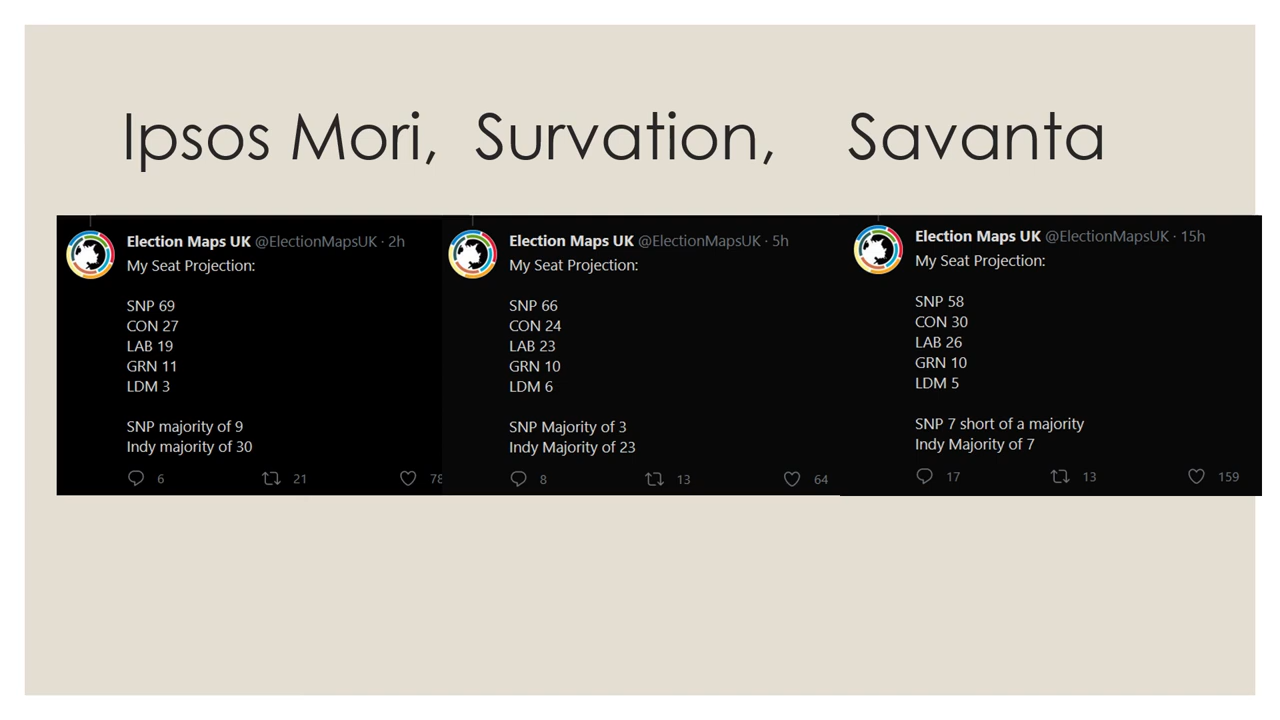 Ipsos Mori, Survation, Savanta
Election Maps UK @ElectionMapsUK · 2h
My Seat Projection:
SNP 69
CON 27
LAB 19
GRN 11
LDM 3
SNP majority of 9
Indy majority of 30
6 21 78
Election Maps UK @ElectionMapsUK · 5h
My Seat Projection:
SNP 66
CON 24
LAB 23
GRN 10
LDM 6
SNP Majority of 3
Indy Majority of 23
8 13 64
Election Maps UK @ElectionMapsUK · 15h
My Seat Projection:
SNP 58
CON 30
LAB 26
GRN 10
LDM 5
SNP 7 short of a majority
Indy Majority of 7
17 13 159